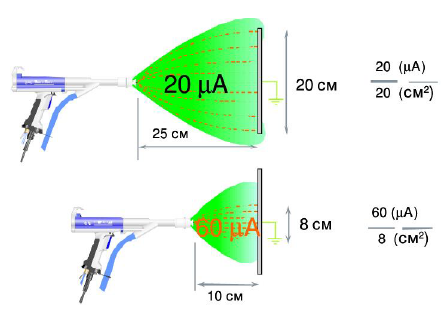 20 μA
20 см
20 (μA)
20 (см²)
25 см
60 μA
8 см
60 (μA)
8 (см²)
10 см